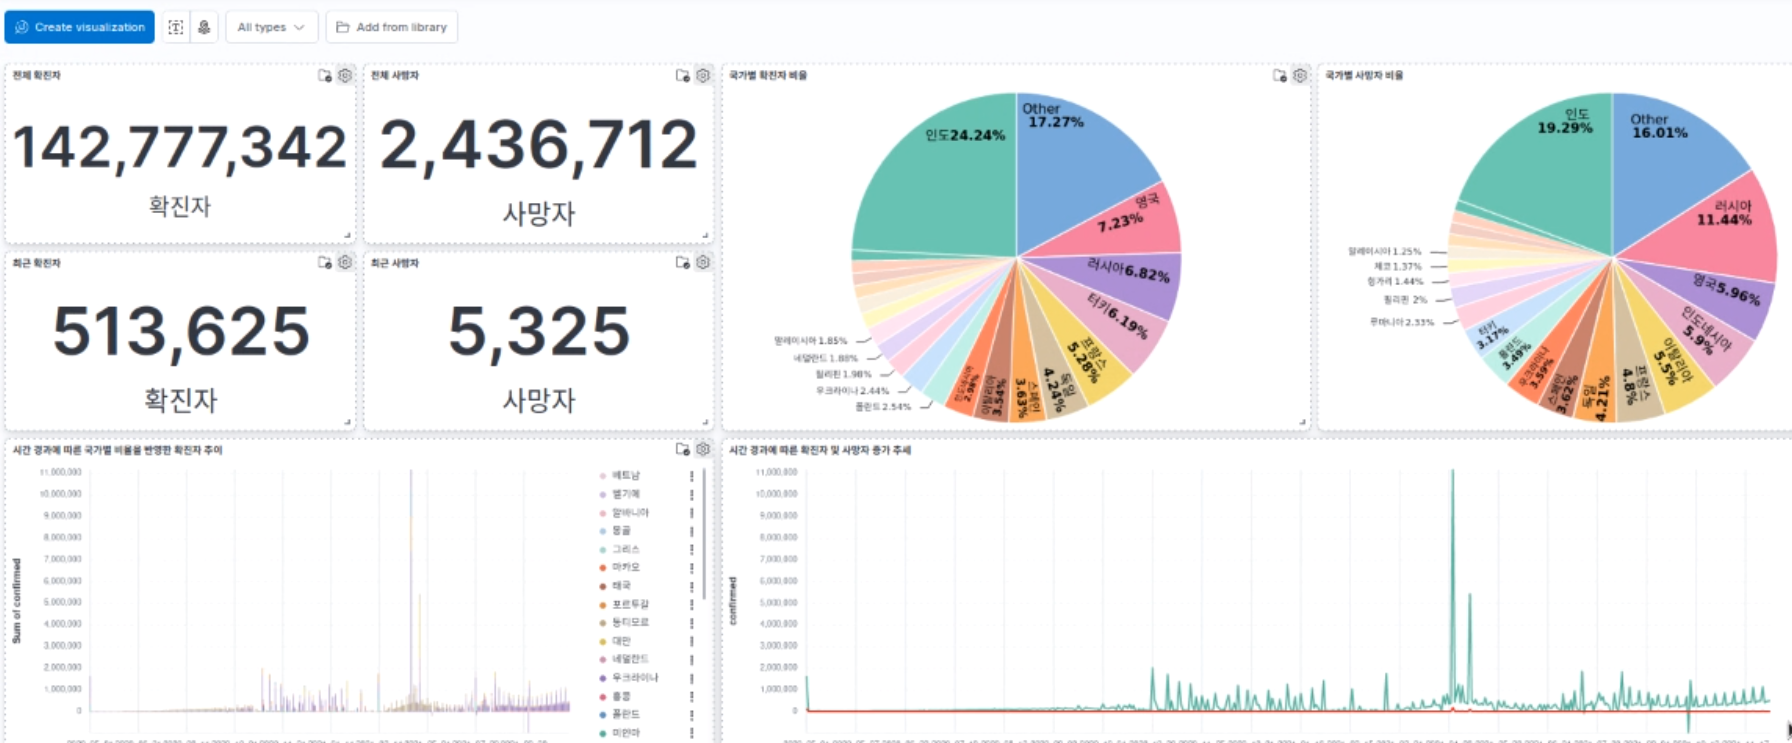 Create visualization
All types
Add from library
전체 확진자
142,777,342
확진자
전체 사망자
2,436,712
사망자
국가별 확진자 비율
Other
17.27%
영국
7.23%
러시아6.82%
터키6.19%
프랑스
5.28%
독일
4.24%
스페인
3.63%
이탈리아
3.54%
인도네시아
폴란드 2.54%
우크라이나 2.44%
필리핀 1.98%
네덜란드 1.88%
말레이시아 1.85%
인도24.24%
국가별 사망자 비율
Other
16.01%
러시아
11.44%
영국5.96%
인도네시아
5.9%
이탈리아
5.5%
프랑스
4.8%
독일
4.21%
스페인
3.62%
우크라이나
3.59%
폴란드
3.49%
터키
3.17%
루마니아 2.33%
필리핀 2%
헝가리 1.44%
체코 1.37%
말레이시아 1.25%
인도
19.29%
최근 확진자
513,625
확진자
최근 사망자
5,325
사망자
시간 경과에 따른 국가별 비율을 반영한 확진자 추이
Sum of confirmed
11,000,000
10,000,000
9,000,000
8,000,000
7,000,000
6,000,000
5,000,000
4,000,000
3,000,000
2,000,000
1,000,000
0
베트남
벨기에
알바니아
몽골
그리스
마카오
태국
포르투갈
동티모르
대만
네덜란드
우크라이나
홍콩
폴란드
미얀마
시간 경과에 따른 확진자 및 사망자 증가 추세
confirmed
11,000,000
10,000,000
9,000,000
8,000,000
7,000,000
6,000,000
5,000,000
4,000,000
3,000,000
2,000,000
1,000,000
0